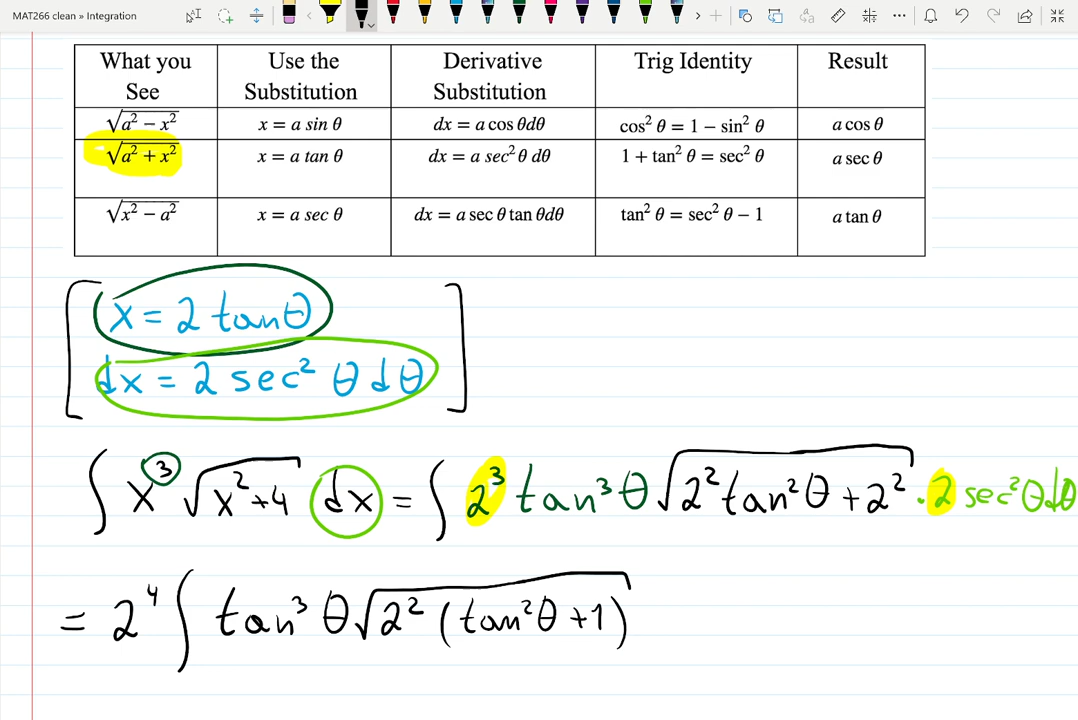 MAT266 clean » Integration
What you See | Use the Substitution | Derivative Substitution | Trig Identity | Result
√(a² − x²) | x = a sin θ | dx = a cos θdθ | cos² θ = 1 − sin² θ | a cos θ
√(a² + x²) | x = a tan θ | dx = a sec² θ dθ | 1 + tan² θ = sec² θ | a sec θ
√(x² − a²) | x = a sec θ | dx = a sec θ tan θdθ | tan² θ = sec² θ − 1 | a tan θ
x = 2 tanθ
dx = 2 sec² θ dθ
∫ x³ √(x²+4) dx = ∫ 2³ tan³θ √(2² tan²θ + 2²) · 2 sec²θdθ
= 2⁴ ∫ tan³ θ √(2² (tan²θ + 1))